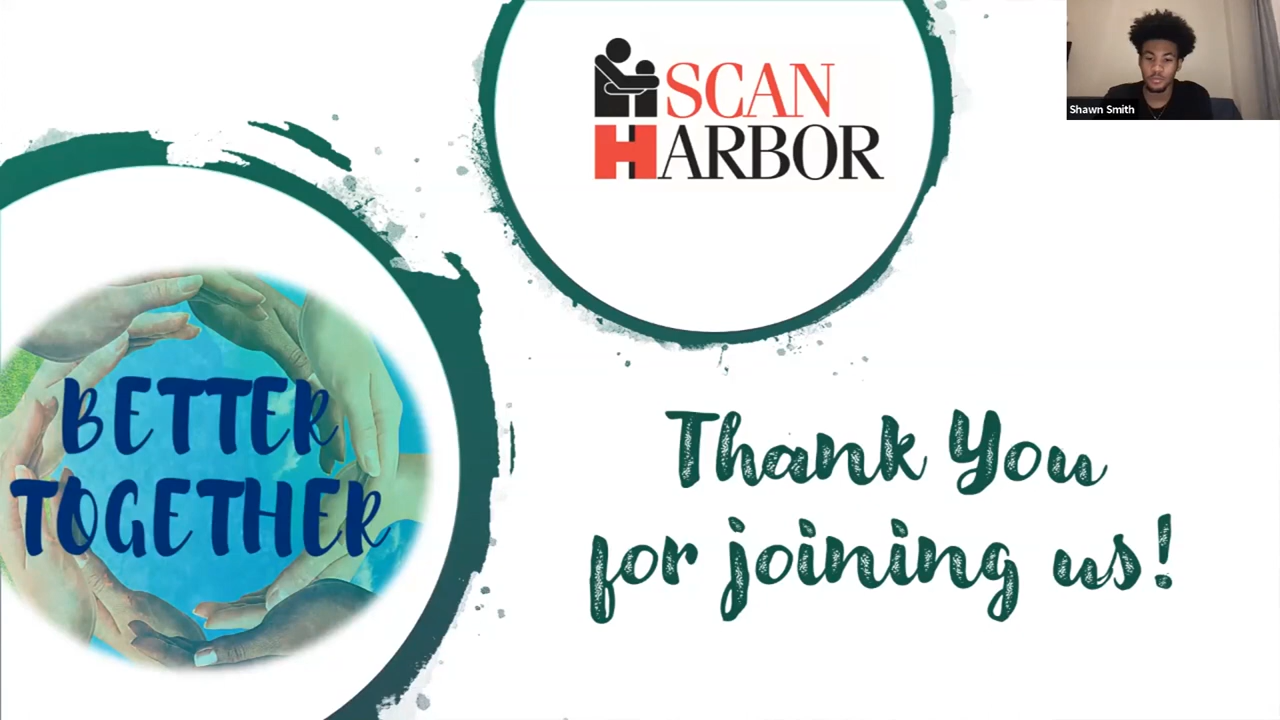 SCAN
HARBOR
Shawn Smith
BETTER
TOGETHER
Thank You
for joining us!